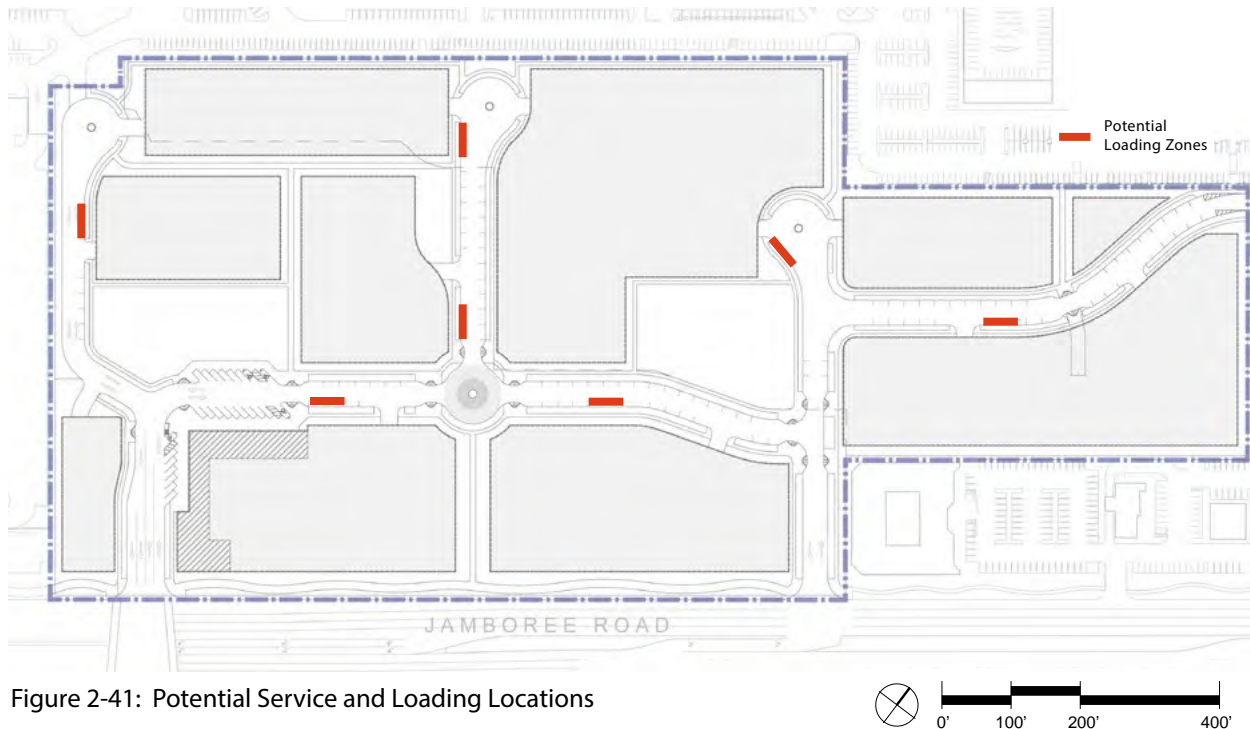 Potential
Loading Zones
JAMBOREE ROAD
Figure 2-41: Potential Service and Loading Locations
0' 100' 200' 400'